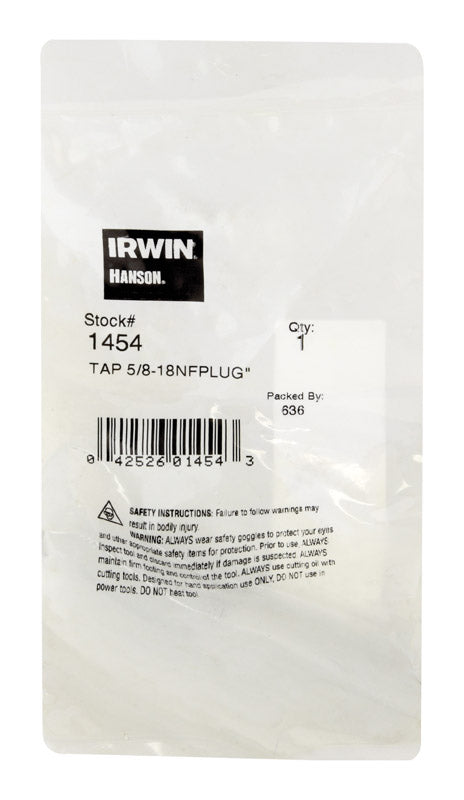 IRWIN®
HANSON®
Stock#
1454
TAP 5/8-18NFPLUG"
Qty:
1
Packed By:
636
0 42526 01454 3
SAFETY INSTRUCTIONS: Failure to follow warnings may
result in bodily injury.
WARNING: ALWAYS wear safety goggles to protect your eyes
and other appropriate safety items for protection. Prior to use, ALWAYS
inspect tool and discard immediately if damage is suspected. ALWAYS
maintain firm footing and control of the tool. ALWAYS use cutting oil with
cutting tools. Designed for hand application use ONLY, DO NOT use in
power tools. DO NOT heat tool.